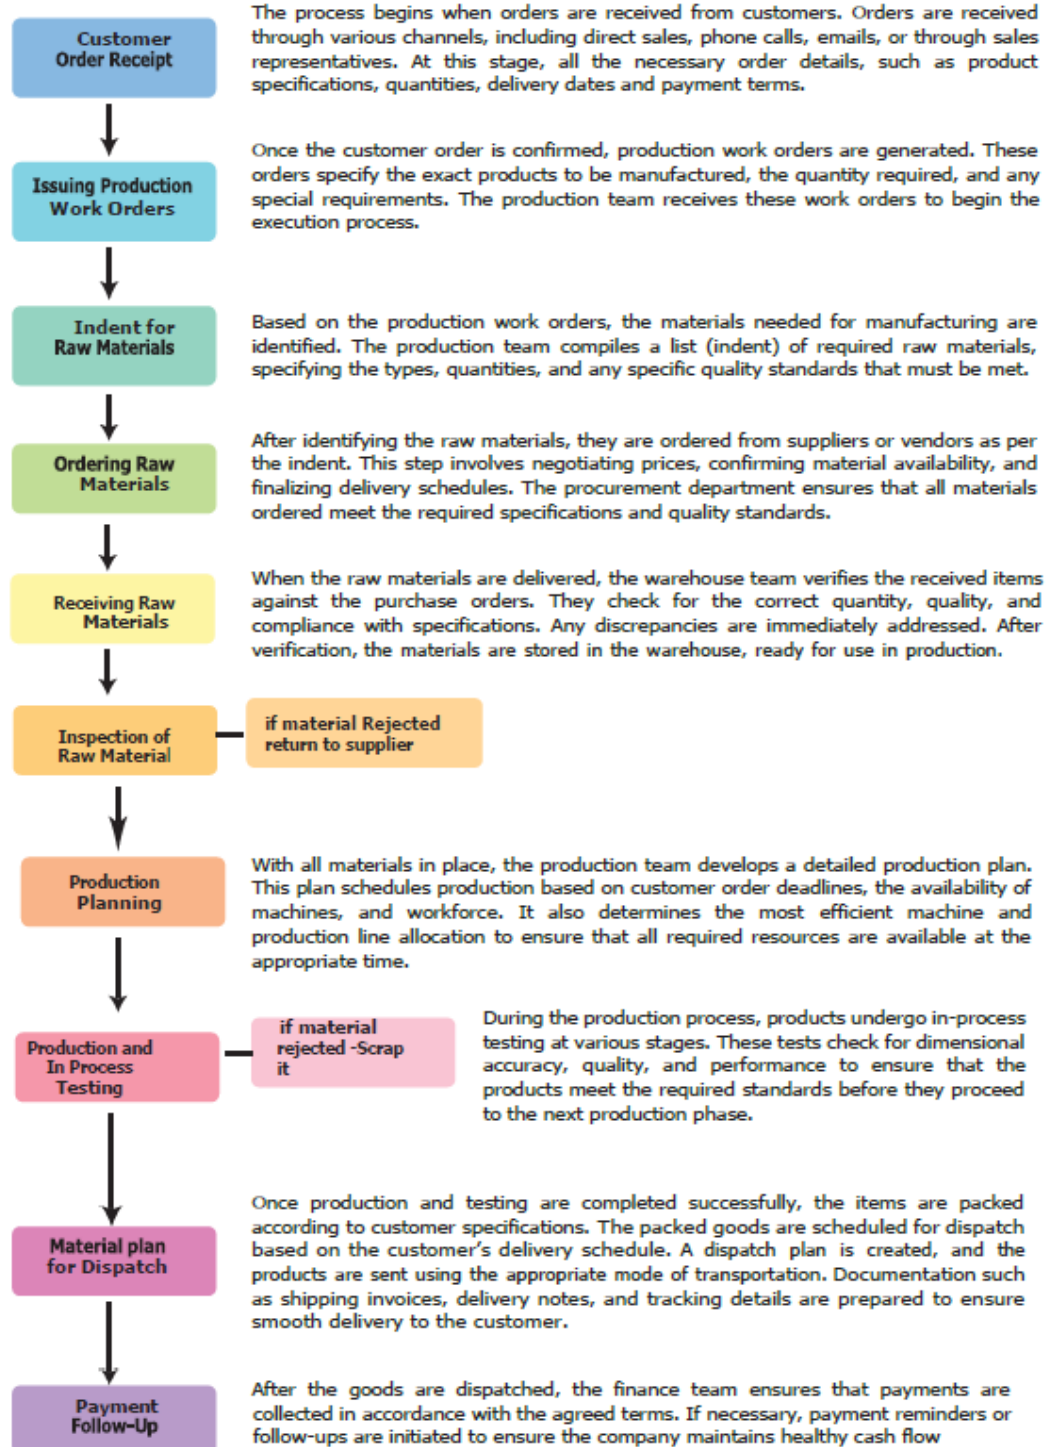 Customer
Order Receipt
The process begins when orders are received from customers. Orders are received
through various channels, including direct sales, phone calls, emails, or through sales
representatives. At this stage, all the necessary order details, such as product
specifications, quantities, delivery dates and payment terms.
Issuing Production
Work Orders
Once the customer order is confirmed, production work orders are generated. These
orders specify the exact products to be manufactured, the quantity required, and any
special requirements. The production team receives these work orders to begin the
execution process.
Indent for
Raw Materials
Based on the production work orders, the materials needed for manufacturing are
identified. The production team compiles a list (indent) of required raw materials,
specifying the types, quantities, and any specific quality standards that must be met.
Ordering Raw
Materials
After identifying the raw materials, they are ordered from suppliers or vendors as per
the indent. This step involves negotiating prices, confirming material availability, and
finalizing delivery schedules. The procurement department ensures that all materials
ordered meet the required specifications and quality standards.
Receiving Raw
Materials
When the raw materials are delivered, the warehouse team verifies the received items
against the purchase orders. They check for the correct quantity, quality, and
compliance with specifications. Any discrepancies are immediately addressed. After
verification, the materials are stored in the warehouse, ready for use in production.
Inspection of
Raw Material
if material Rejected
return to supplier
Production
Planning
With all materials in place, the production team develops a detailed production plan.
This plan schedules production based on customer order deadlines, the availability of
machines, and workforce. It also determines the most efficient machine and
production line allocation to ensure that all required resources are available at the
appropriate time.
Production and
In Process
Testing
if material
rejected -Scrap
it
During the production process, products undergo in-process
testing at various stages. These tests check for dimensional
accuracy, quality, and performance to ensure that the
products meet the required standards before they proceed
to the next production phase.
Material plan
for Dispatch
Once production and testing are completed successfully, the items are packed
according to customer specifications. The packed goods are scheduled for dispatch
based on the customer's delivery schedule. A dispatch plan is created, and the
products are sent using the appropriate mode of transportation. Documentation such
as shipping invoices, delivery notes, and tracking details are prepared to ensure
smooth delivery to the customer.
Payment
Follow-Up
After the goods are dispatched, the finance team ensures that payments are
collected in accordance with the agreed terms. If necessary, payment reminders or
follow-ups are initiated to ensure the company maintains healthy cash flow